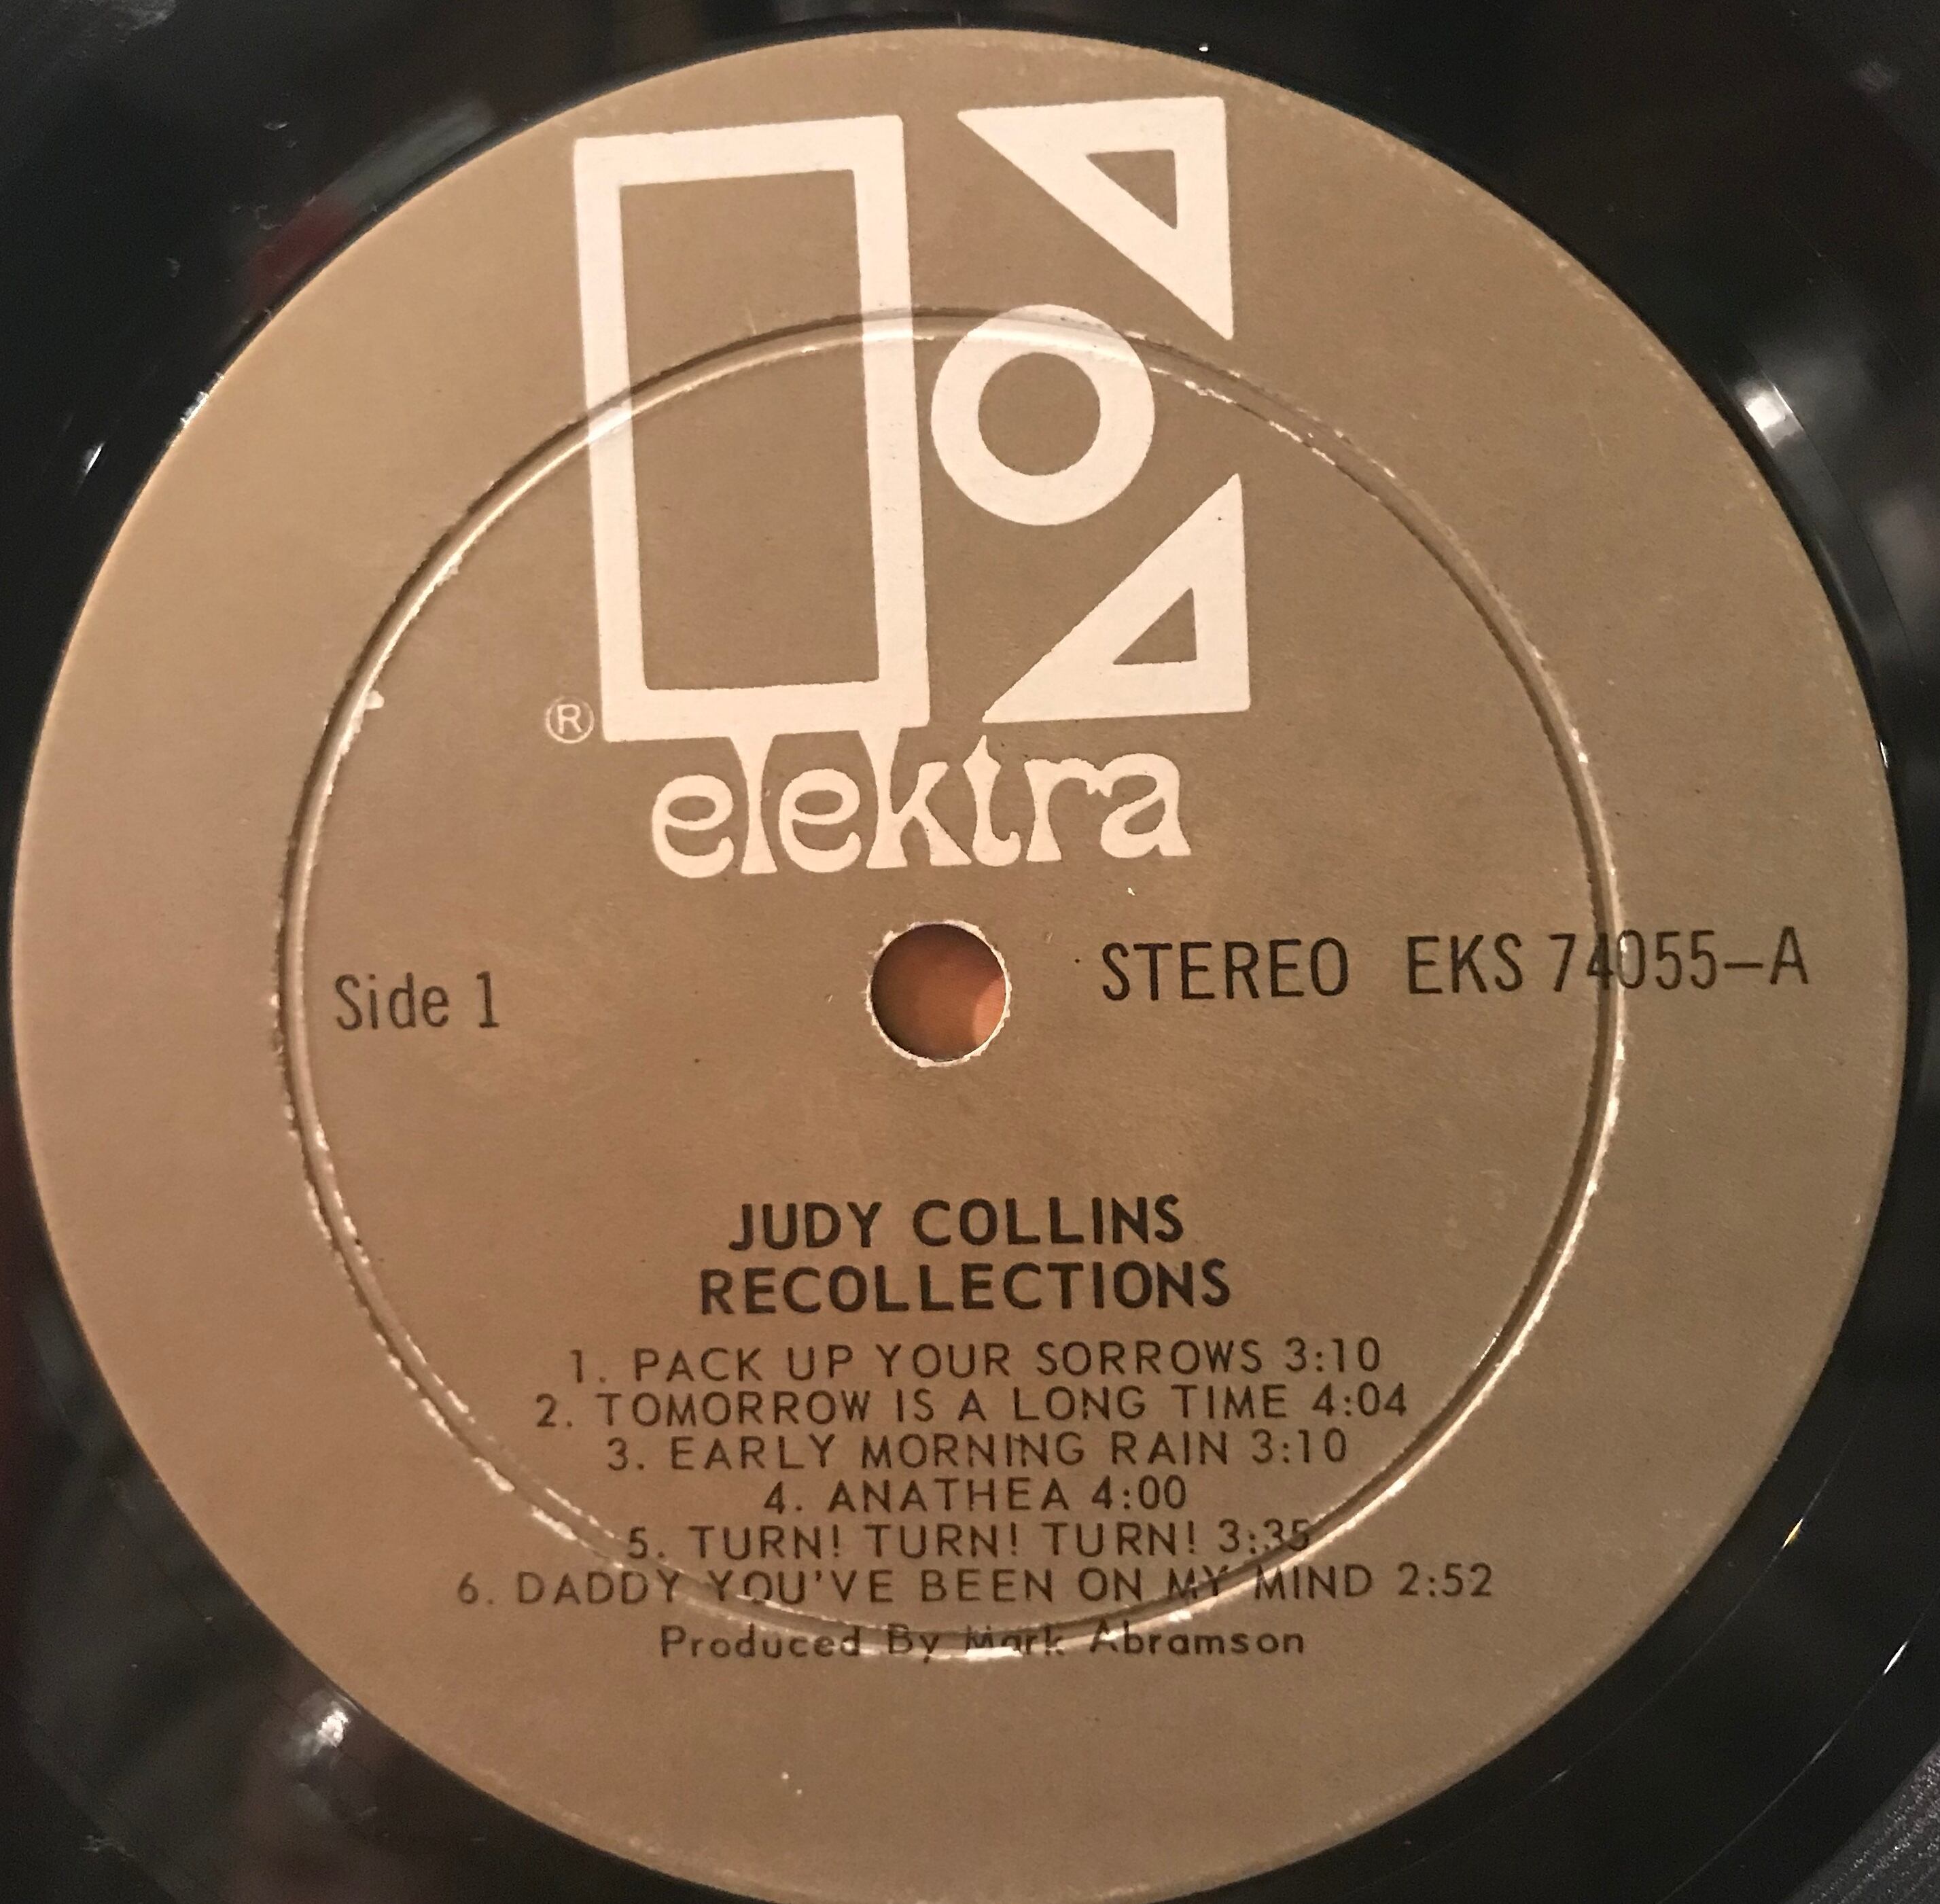 ®
elektra
Side 1
STEREO EKS 74055-A
JUDY COLLINS
RECOLLECTIONS
1. PACK UP YOUR SORROWS 3:10
2. TOMORROW IS A LONG TIME 4:04
3. EARLY MORNING RAIN 3:10
4. ANATHEA 4:00
5. TURN! TURN! TURN! 3:35
6. DADDY YOU'VE BEEN ON MY MIND 2:52
Produced By Mark Abramson